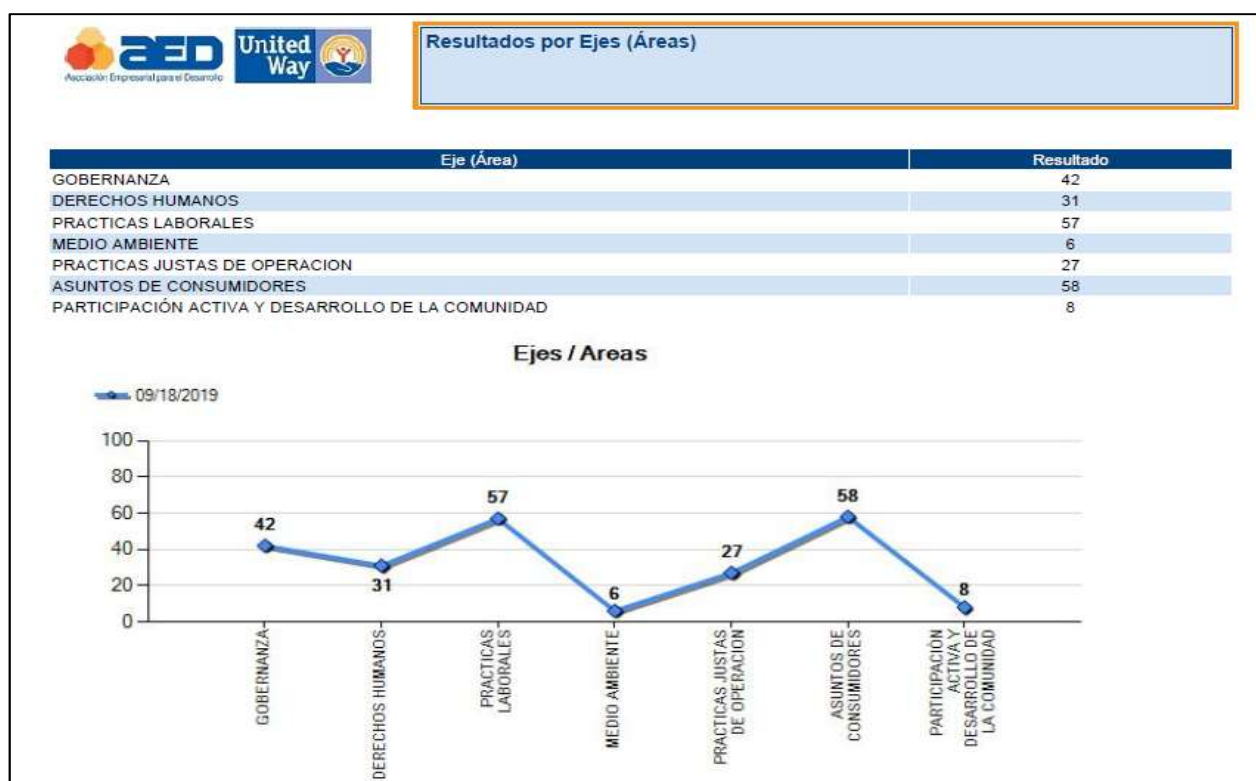 AED
Asociación Empresarial para el Desarrollo
United
Way
Resultados por Ejes (Áreas)
Eje (Área) Resultado
GOBERNANZA 42
DERECHOS HUMANOS 31
PRACTICAS LABORALES 57
MEDIO AMBIENTE 6
PRACTICAS JUSTAS DE OPERACION 27
ASUNTOS DE CONSUMIDORES 58
PARTICIPACIÓN ACTIVA Y DESARROLLO DE LA COMUNIDAD 8
Ejes / Areas
09/18/2019
100
80
60
40
20
0
42
31
57
6
27
58
8
GOBERNANZA
DERECHOS HUMANOS
PRACTICAS
LABORALES
MEDIO AMBIENTE
PRACTICAS JUSTAS
DE OPERACION
ASUNTOS DE
CONSUMIDORES
PARTICIPACIÓN
ACTIVA Y
DESARROLLO DE
LA COMUNIDAD